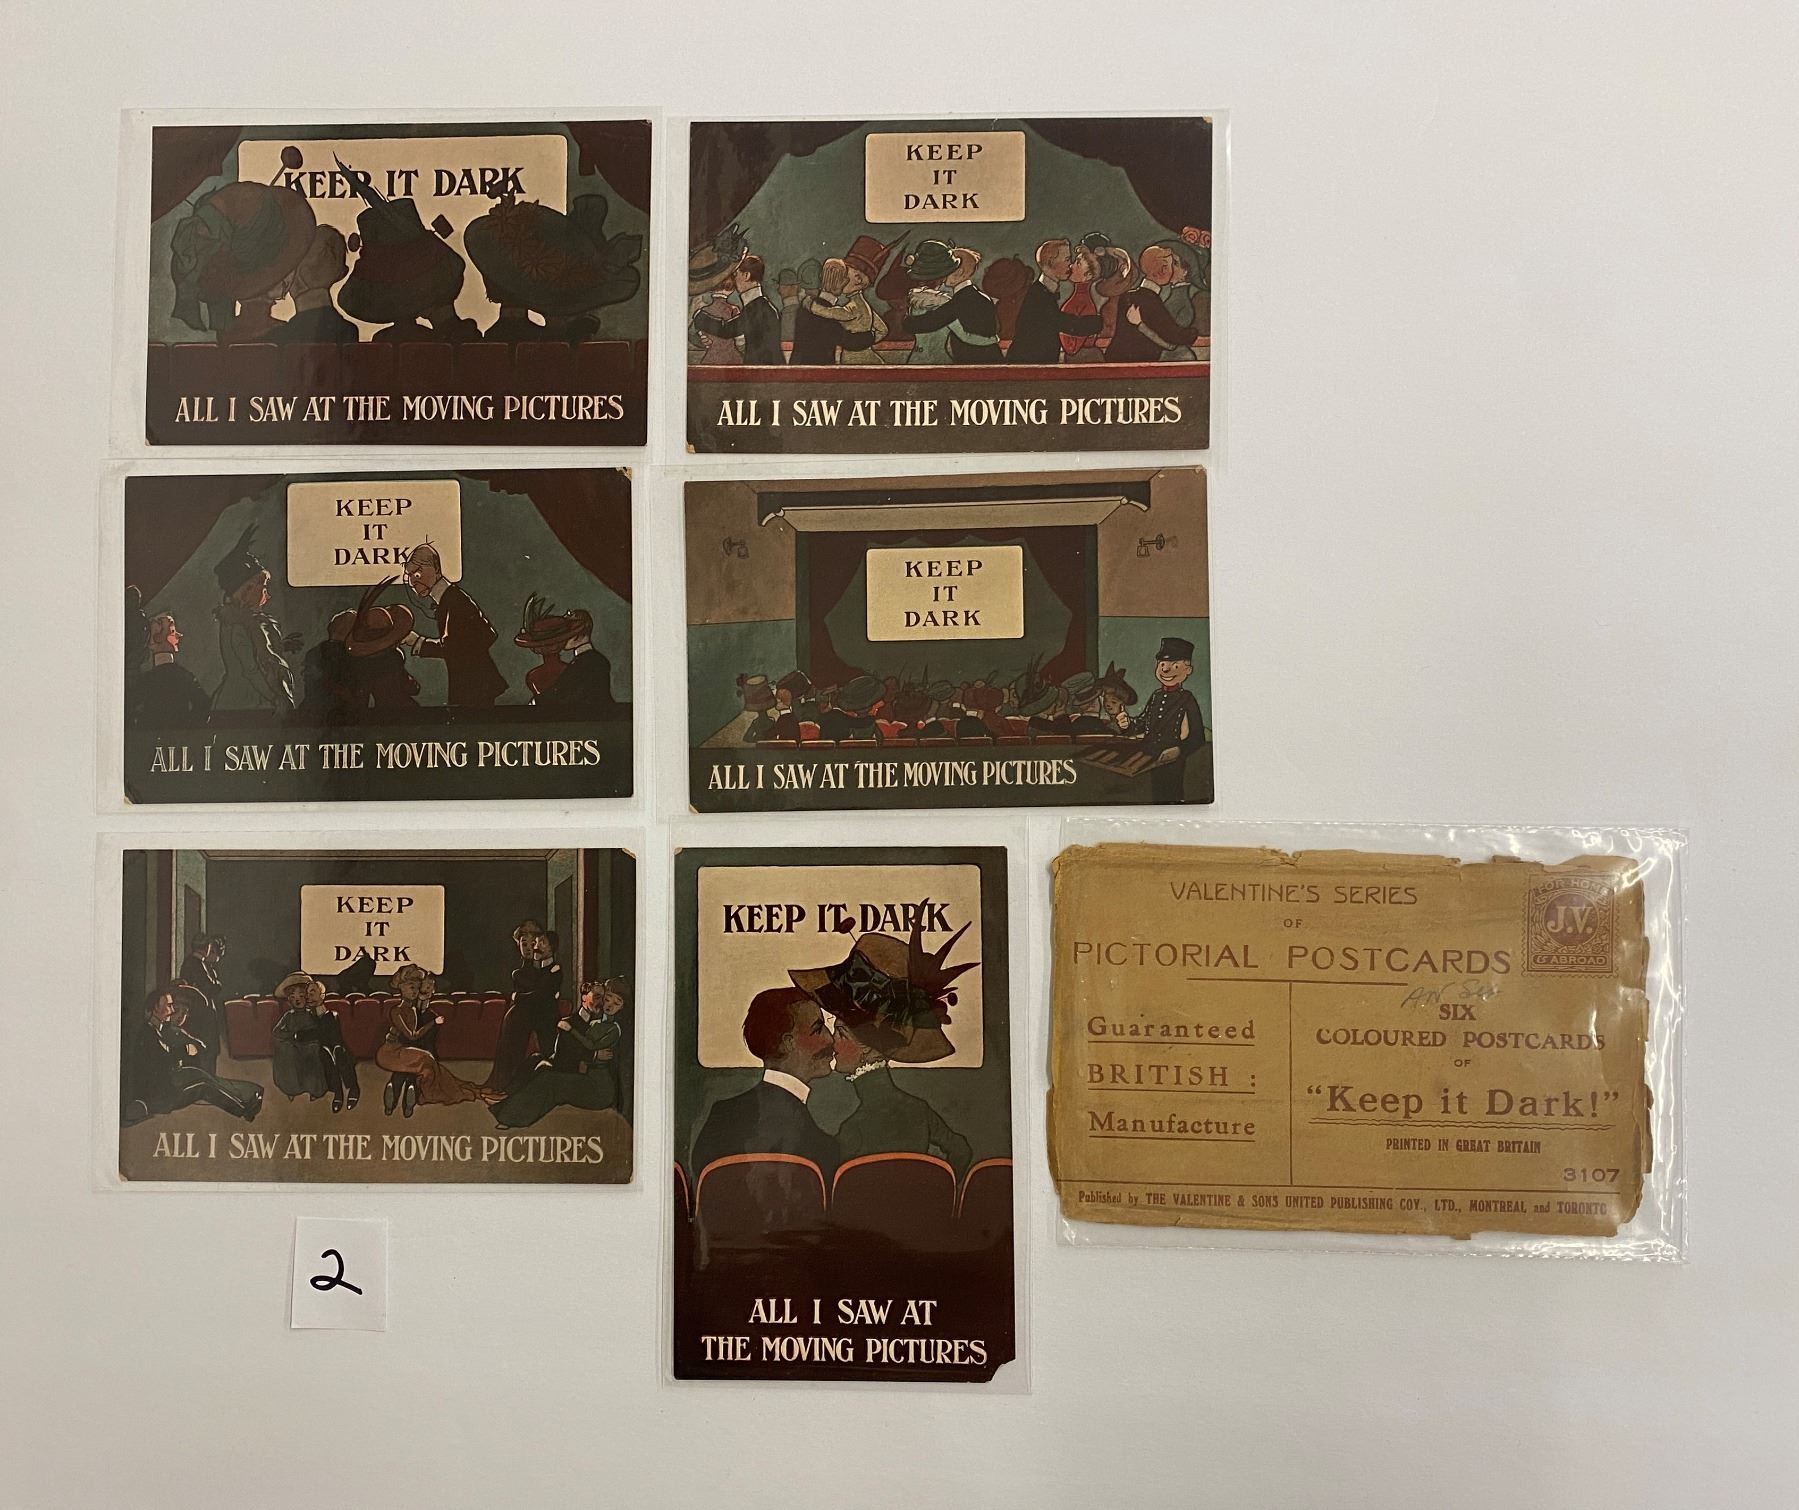 KEEP IT DARK
ALL I SAW AT THE MOVING PICTURES
KEEP
IT
DARK
ALL I SAW AT THE MOVING PICTURES
KEEP
IT
DARK
ALL I SAW AT THE MOVING PICTURES
KEEP
IT
DARK
ALL I SAW AT THE MOVING PICTURES
KEEP
IT
DARK
ALL I SAW AT THE MOVING PICTURES
KEEP IT DARK
ALL I SAW AT
THE MOVING PICTURES
VALENTINE'S SERIES
OF
PICTORIAL POSTCARDS
FOR HOME
J.V.
& ABROAD
Guaranteed
BRITISH :
Manufacture
SIX
COLOURED POSTCARDS
OF
"Keep it Dark!"
PRINTED IN GREAT BRITAIN
3107
Published by THE VALENTINE & SONS UNITED PUBLISHING COY., LTD., MONTREAL and TORONTO
2